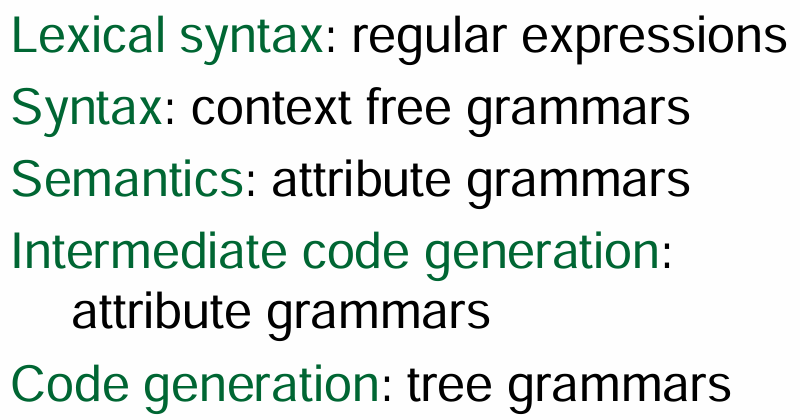 Lexical syntax: regular expressions
Syntax: context free grammars
Semantics: attribute grammars
Intermediate code generation:
attribute grammars
Code generation: tree grammars